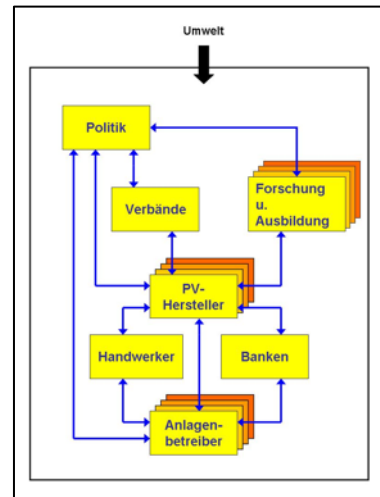 Umwelt
Politik
Forschung
u.
Ausbildung
Verbände
PV-
Hersteller
Handwerker
Banken
Anlagen-
betreiber